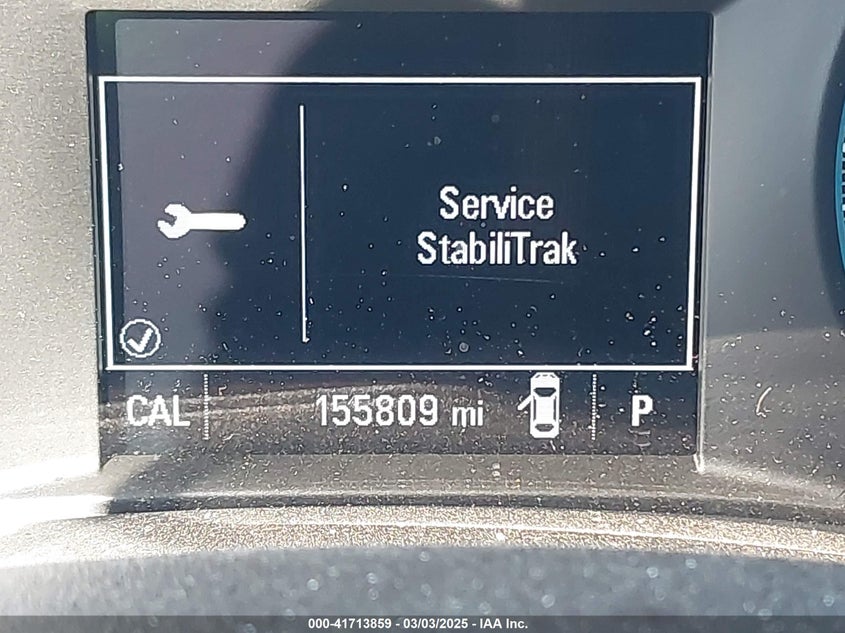 Service
StabiliTrak
CAL 155809 mi P
000-41713859 - 03/03/2025 - IAA Inc.